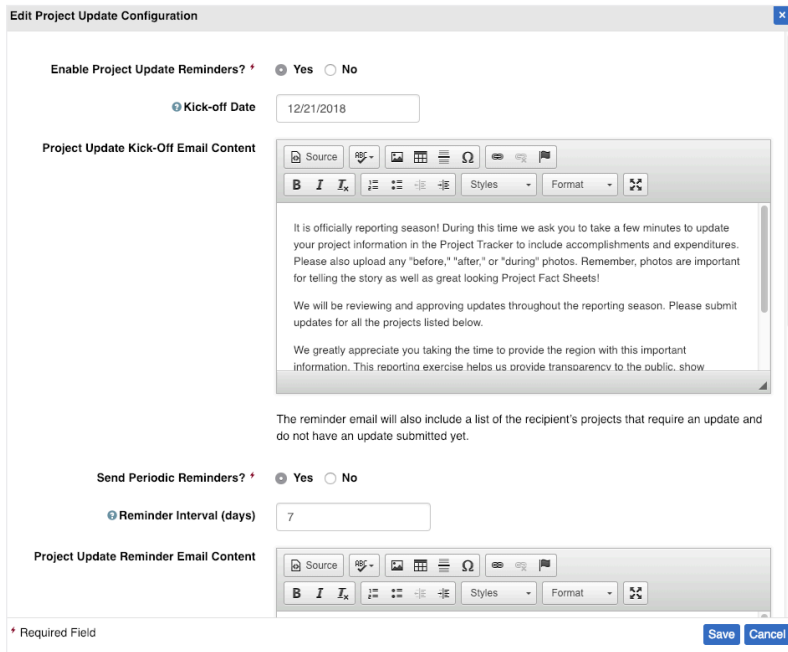 Edit Project Update Configuration
×
Enable Project Update Reminders? Yes No
Kick-off Date 12/21/2018
Project Update Kick-Off Email Content
Source ABC Ω
B I Tx Styles Format
It is officially reporting season! During this time we ask you to take a few minutes to update
your project information in the Project Tracker to include accomplishments and expenditures.
Please also upload any "before," "after," or "during" photos. Remember, photos are important
for telling the story as well as great looking Project Fact Sheets!
We will be reviewing and approving updates throughout the reporting season. Please submit
updates for all the projects listed below.
We greatly appreciate you taking the time to provide the region with this important
information. This reporting exercise helps us provide transparency to the public, show
The reminder email will also include a list of the recipient's projects that require an update and
do not have an update submitted yet.
Send Periodic Reminders? Yes No
Reminder Interval (days) 7
Project Update Reminder Email Content
Source ABC Ω
B I Tx Styles Format
Required Field
Save Cancel